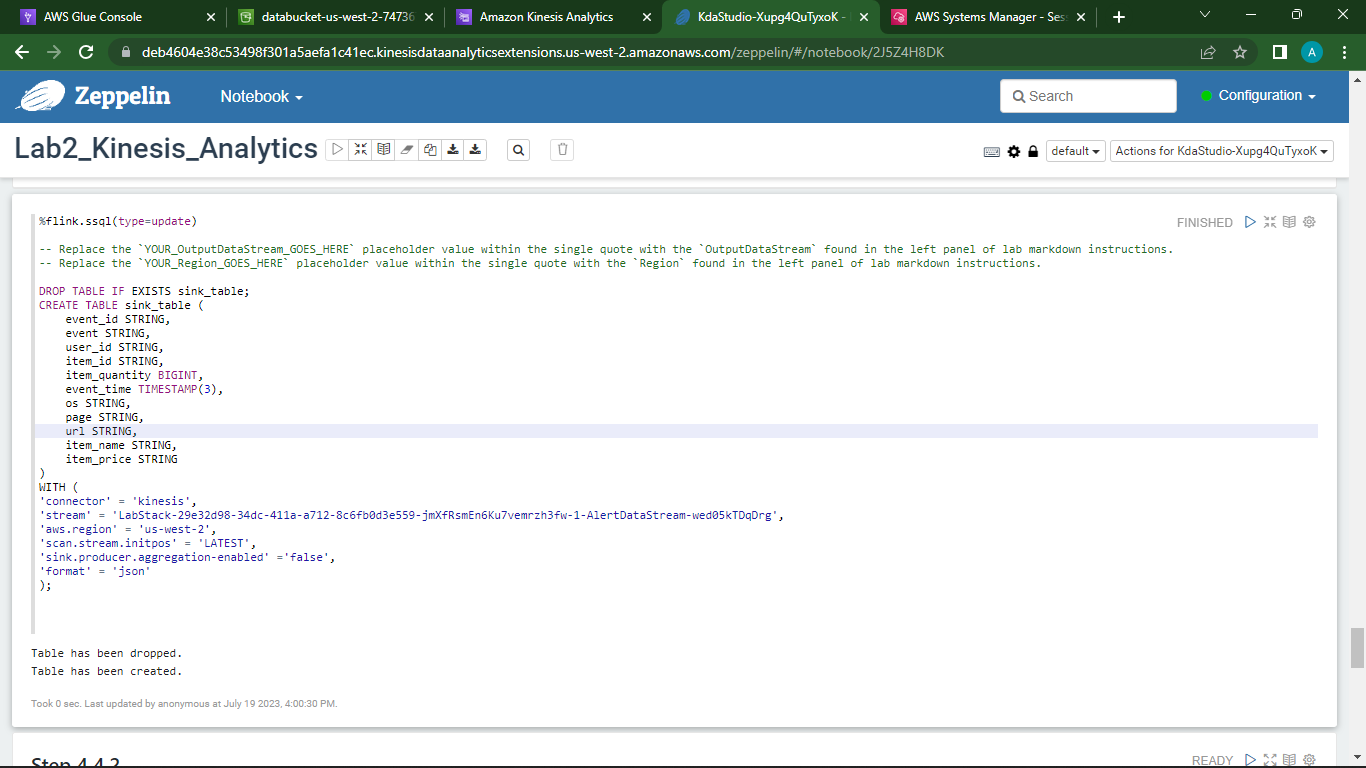 AWS Glue Console
databucket-us-west-2-74736
Amazon Kinesis Analytics
KdaStudio-Xupg4QuTyxoK -
AWS Systems Manager - Ses
deb4604e38c53498f301a5aefa1c41ec.kinesisdataanalyticsextensions.us-west-2.amazonaws.com/zeppelin/#/notebook/2J5Z4H8DK
A
Zeppelin
Notebook
Search
Configuration
Lab2_Kinesis_Analytics
default
Actions for KdaStudio-Xupg4QuTyxoK
%flink.ssql(type=update)
FINISHED
-- Replace the `YOUR_OutputDataStream_GOES_HERE` placeholder value within the single quote with the `OutputDataStream` found in the left panel of lab markdown instructions.
-- Replace the `YOUR_Region_GOES_HERE` placeholder value within the single quote with the `Region` found in the left panel of lab markdown instructions.
DROP TABLE IF EXISTS sink_table;
CREATE TABLE sink_table (
event_id STRING,
event STRING,
user_id STRING,
item_id STRING,
item_quantity BIGINT,
event_time TIMESTAMP(3),
os STRING,
page STRING,
url STRING,
item_name STRING,
item_price STRING
)
WITH (
'connector' = 'kinesis',
'stream' = 'LabStack-29e32d98-34dc-411a-a712-8c6fb0d3e559-jmXfRsmEn6Ku7vemrzh3fw-1-AlertDataStream-wed05kTDqDrg',
'aws.region' = 'us-west-2',
'scan.stream.initpos' = 'LATEST',
'sink.producer.aggregation-enabled' ='false',
'format' = 'json'
);
Table has been dropped.
Table has been created.
Took 0 sec. Last updated by anonymous at July 19 2023, 4:00:30 PM.
Step 4.4.2
READY